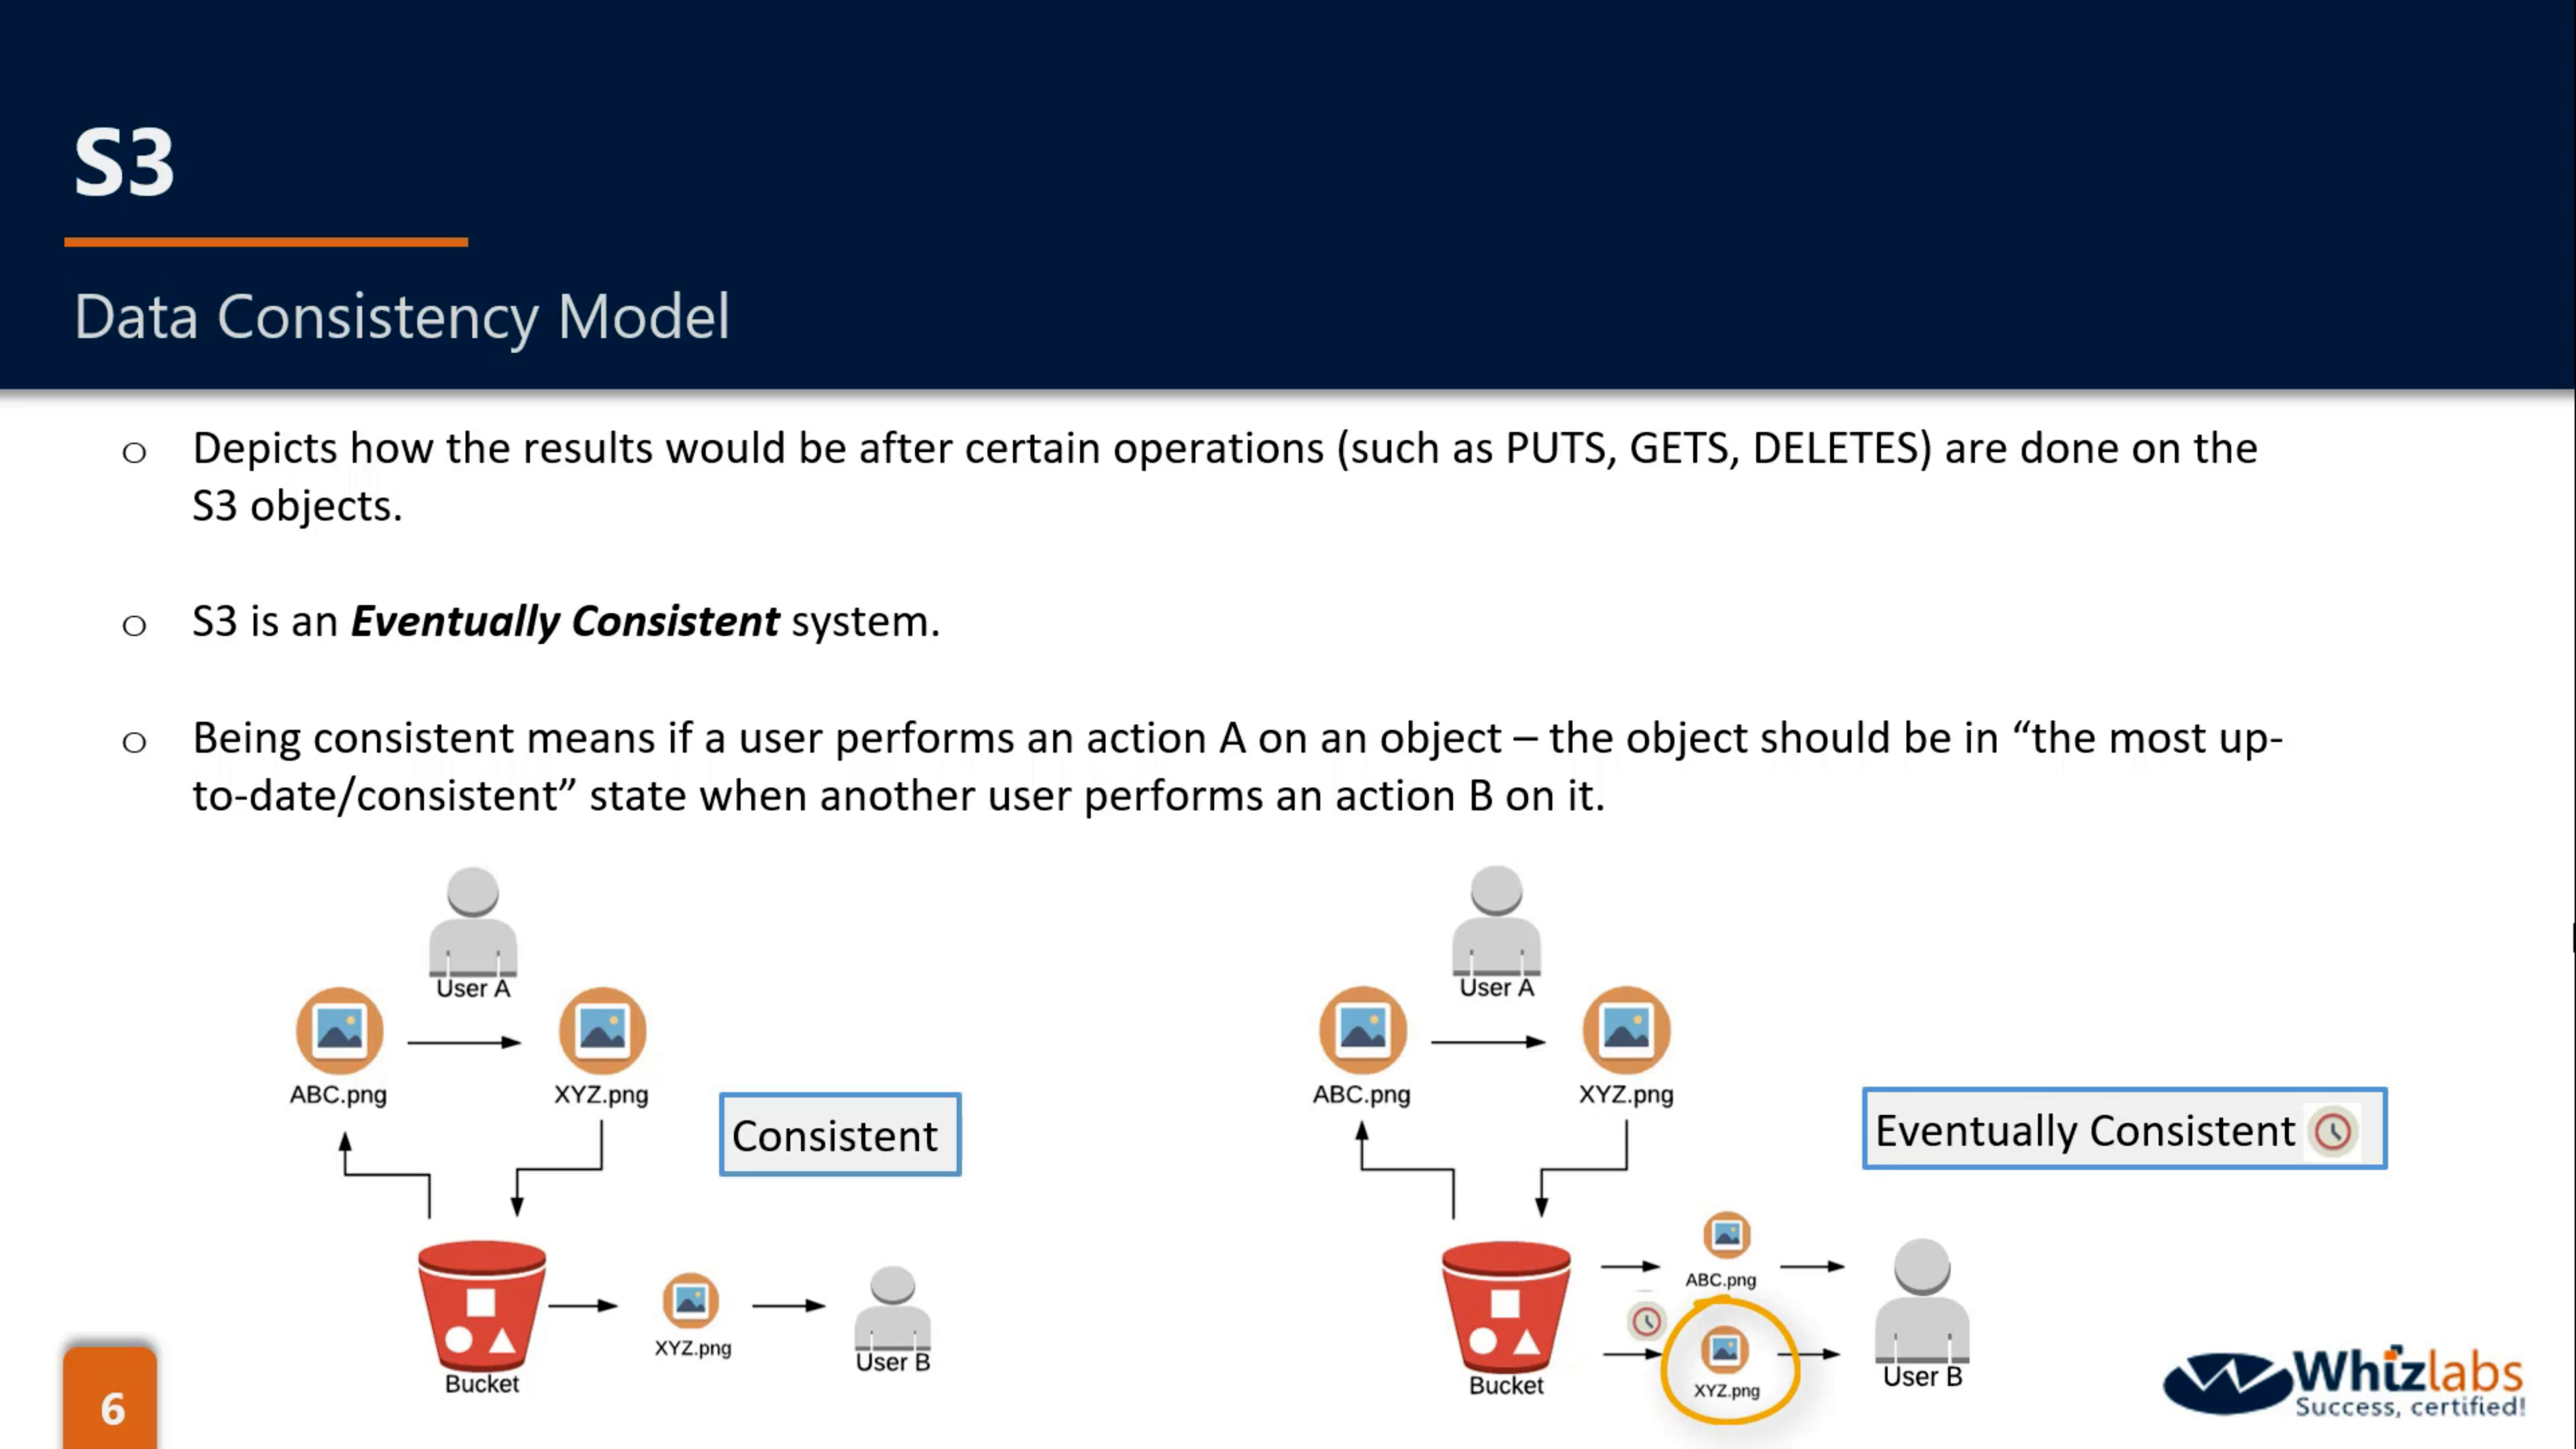 S3
Data Consistency Model
o Depicts how the results would be after certain operations (such as PUTS, GETS, DELETES) are done on the
S3 objects.
o S3 is an Eventually Consistent system.
o Being consistent means if a user performs an action A on an object – the object should be in “the most up-
to-date/consistent” state when another user performs an action B on it.
User A
ABC.png
XYZ.png
Consistent
Bucket
XYZ.png
User B
User A
ABC.png
XYZ.png
Eventually Consistent
Bucket
ABC.png
XYZ.png
User B
6
Whizlabs
Success, certified!